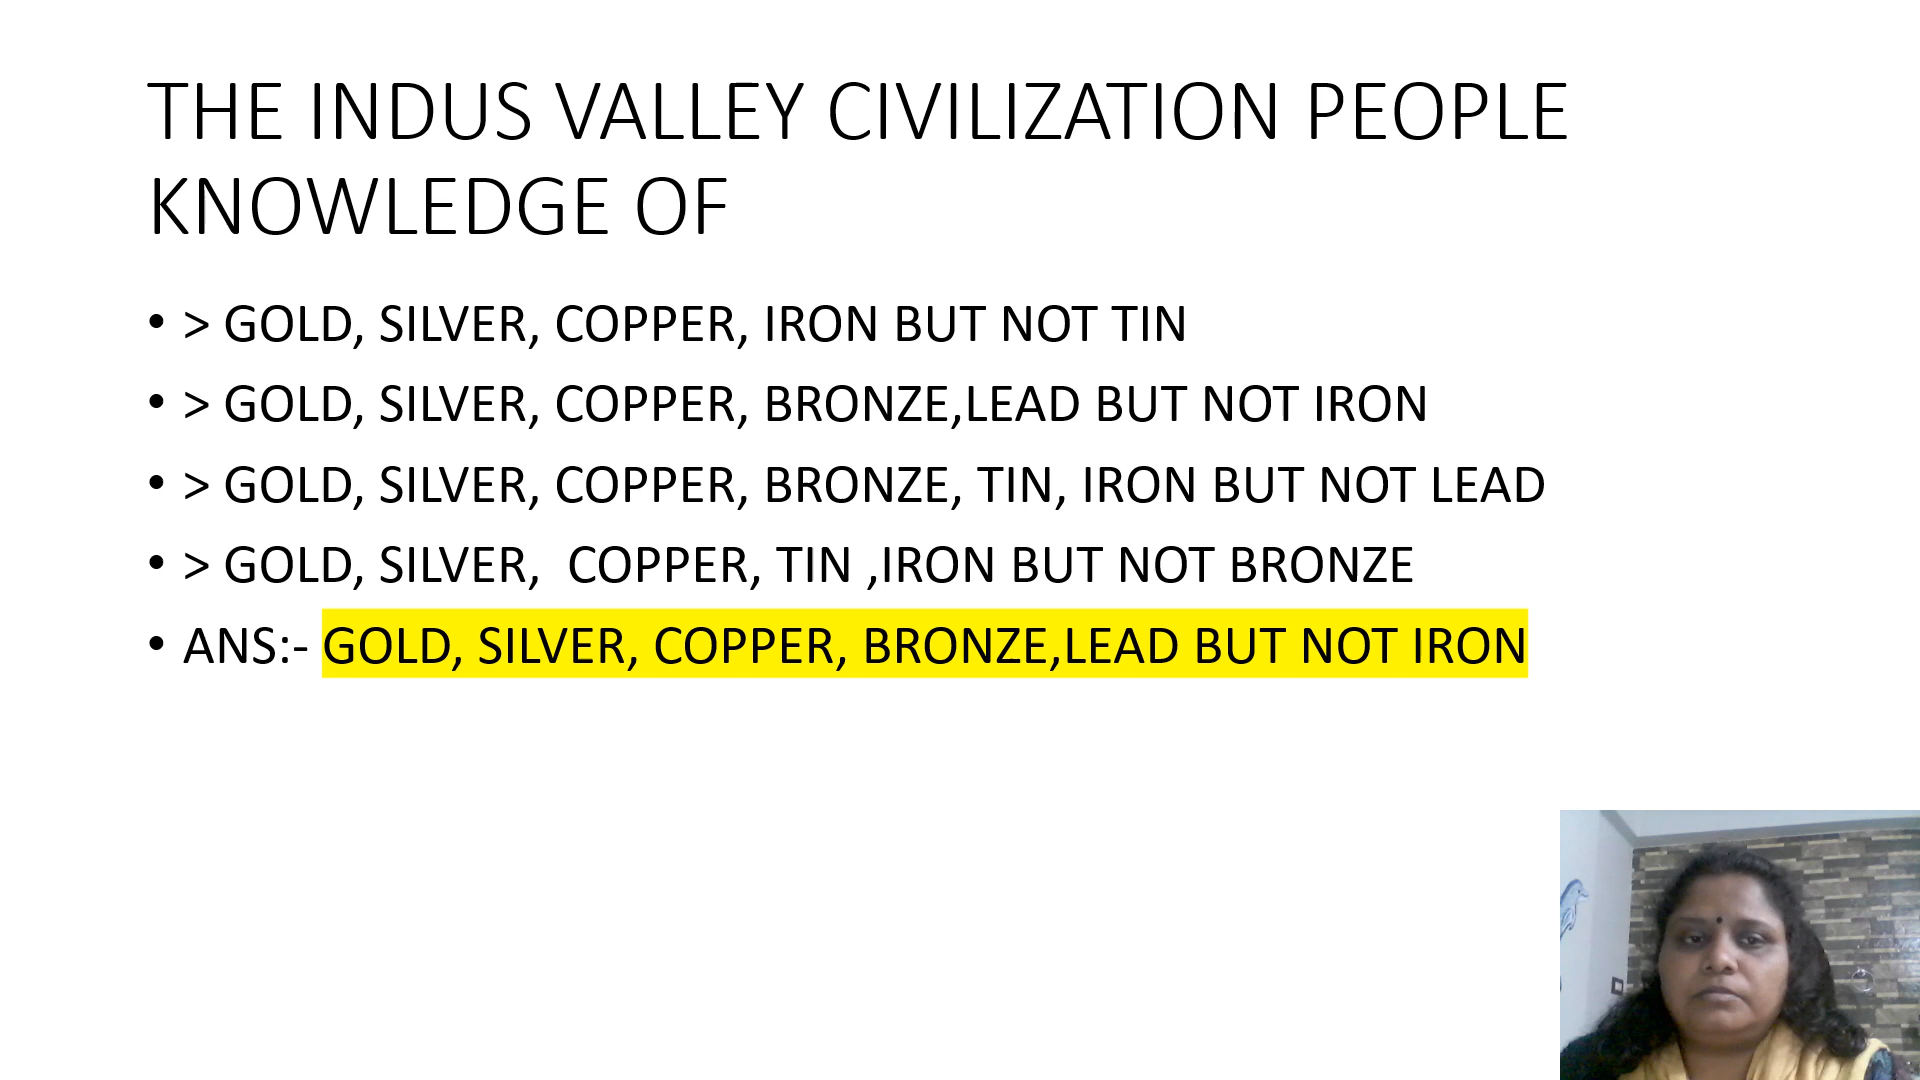 THE INDUS VALLEY CIVILIZATION PEOPLE
KNOWLEDGE OF
• > GOLD, SILVER, COPPER, IRON BUT NOT TIN
• > GOLD, SILVER, COPPER, BRONZE,LEAD BUT NOT IRON
• > GOLD, SILVER, COPPER, BRONZE, TIN, IRON BUT NOT LEAD
• > GOLD, SILVER,  COPPER, TIN ,IRON BUT NOT BRONZE
• ANS:- GOLD, SILVER, COPPER, BRONZE,LEAD BUT NOT IRON